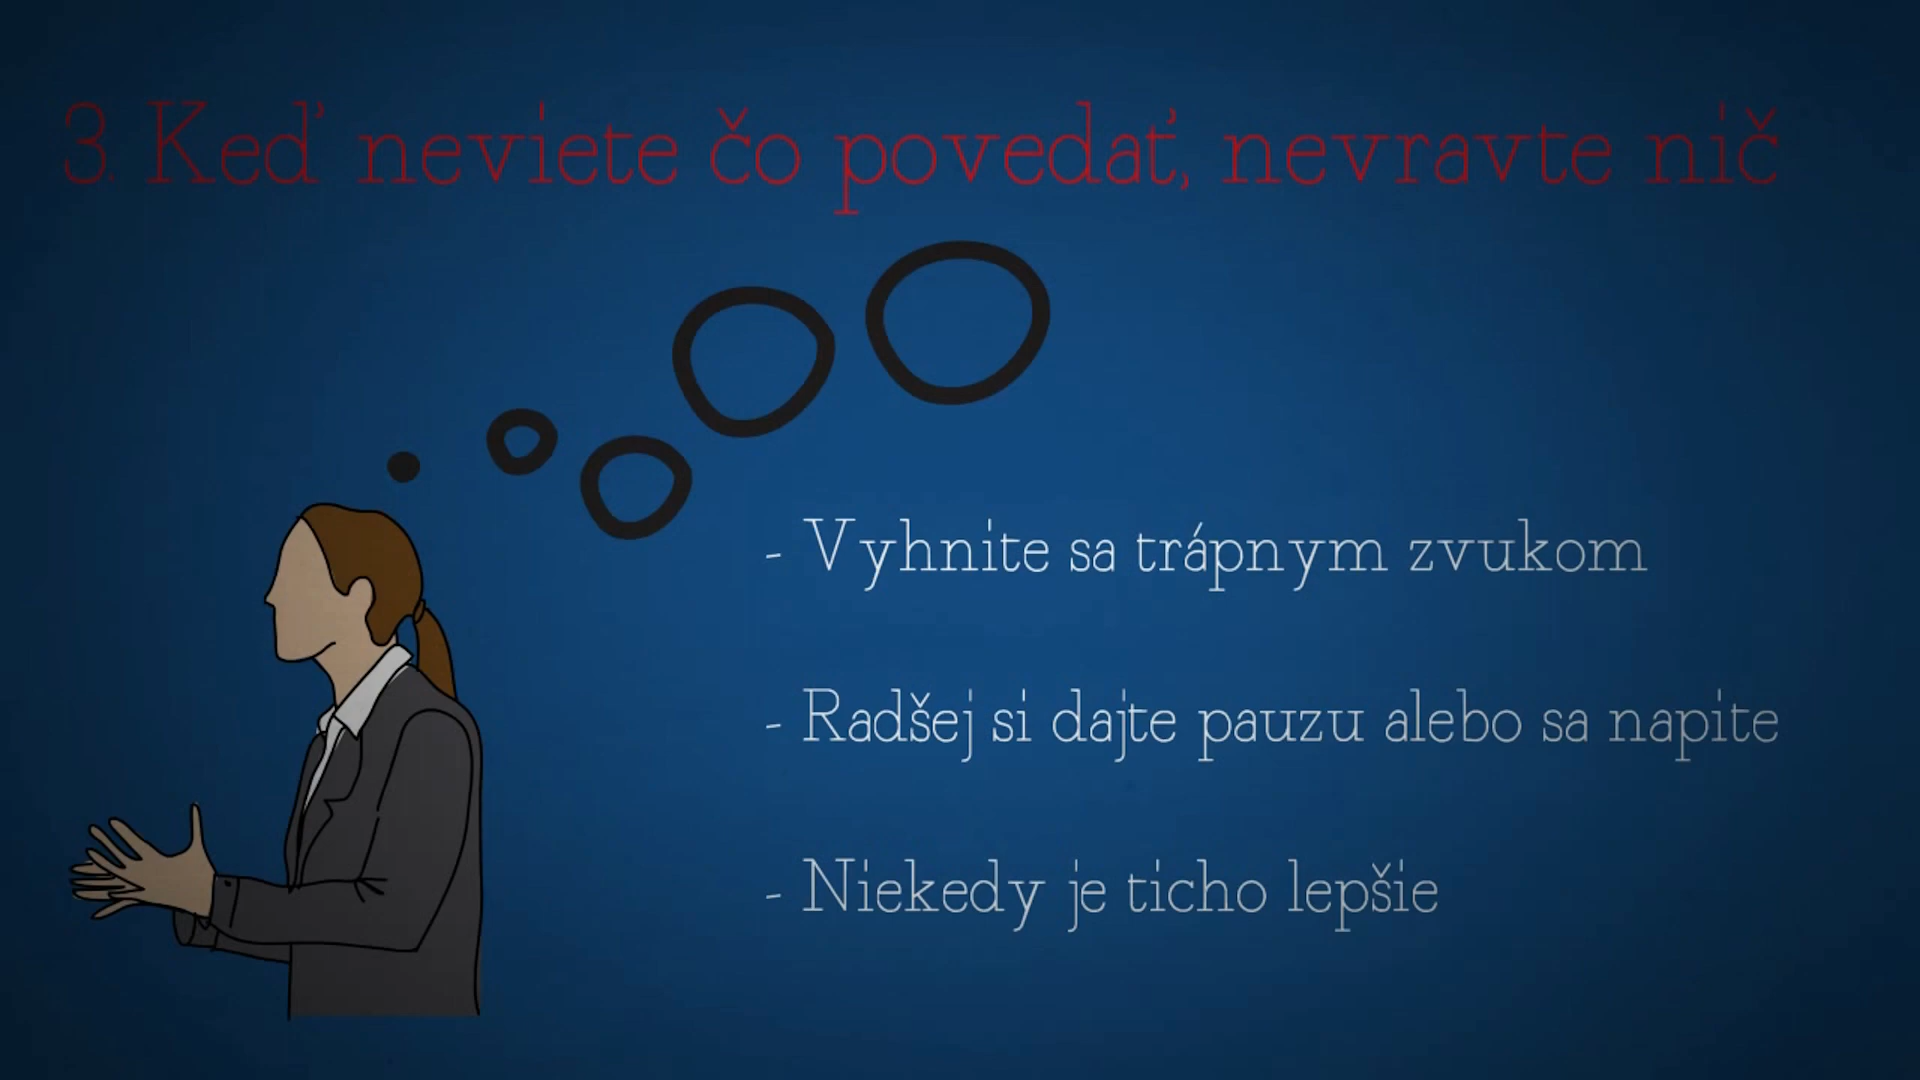 3. Keď neviete čo povedať, nevravte nič
- Vyhnite sa trápnym zvukom
- Radšej si dajte pauzu alebo sa napite
- Niekedy je ticho lepšie